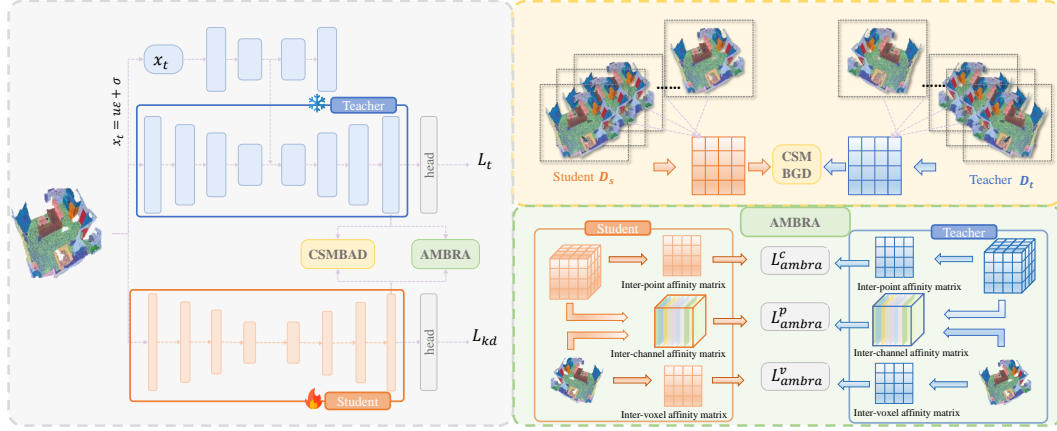 x_t
x_t = uε + σ
Teacher
head
L_t
CSMBAD
AMBRA
head
L_kd
Student
......
......
Student D_s
CSM
BGD
Teacher D_t
AMBRA
Student
Teacher
Inter-point affinity matrix
L^c_ambra
Inter-point affinity matrix
Inter-channel affinity matrix
L^p_ambra
Inter-channel affinity matrix
Inter-voxel affinity matrix
L^v_ambra
Inter-voxel affinity matrix